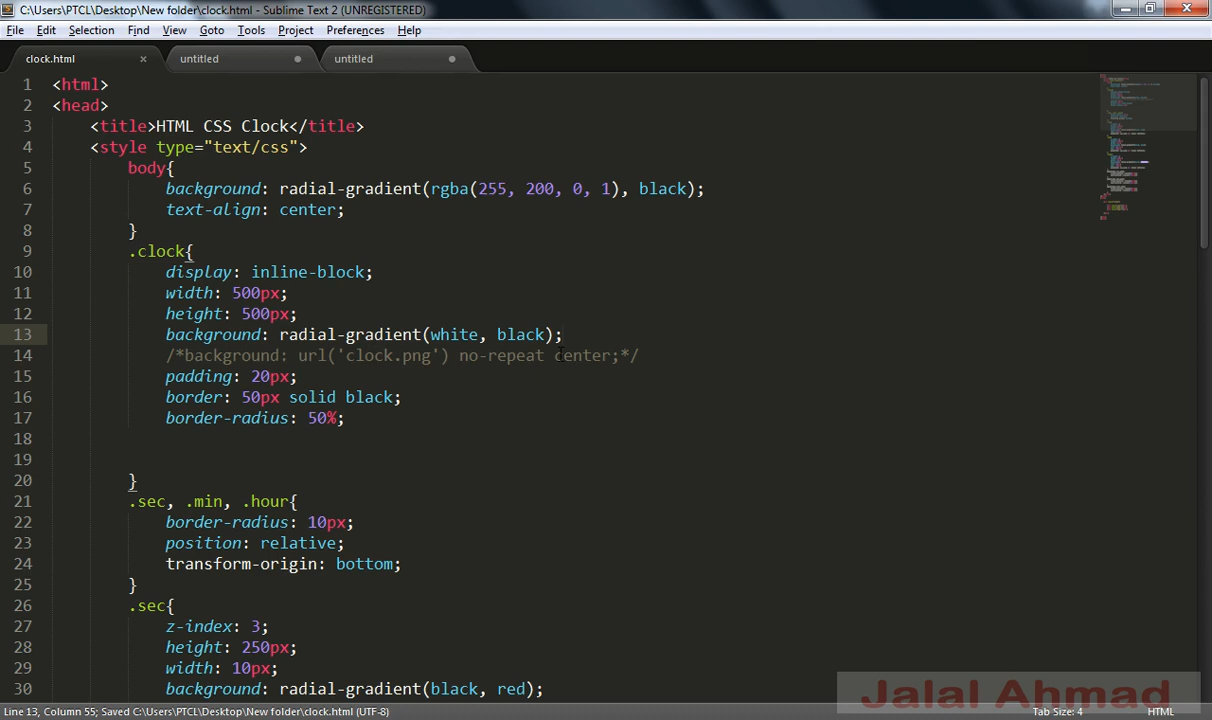 C:\Users\PTCL\Desktop\New folder\clock.html - Sublime Text 2 (UNREGISTERED)
File Edit Selection Find View Goto Tools Project Preferences Help
clock.html × untitled untitled
1 <html>
2 <head>
3 <title>HTML CSS Clock</title>
4 <style type="text/css">
5 body{
6 background: radial-gradient(rgba(255, 200, 0, 1), black);
7 text-align: center;
8 }
9 .clock{
10 display: inline-block;
11 width: 500px;
12 height: 500px;
13 background: radial-gradient(white, black);
14 /*background: url('clock.png') no-repeat center;*/
15 padding: 20px;
16 border: 50px solid black;
17 border-radius: 50%;
18
19
20 }
21 .sec, .min, .hour{
22 border-radius: 10px;
23 position: relative;
24 transform-origin: bottom;
25 }
26 .sec{
27 z-index: 3;
28 height: 250px;
29 width: 10px;
30 background: radial-gradient(black, red);
Jalal Ahmad
Line 13, Column 55; Saved C:\Users\PTCL\Desktop\New folder\clock.html (UTF-8) Tab Size: 4 HTML